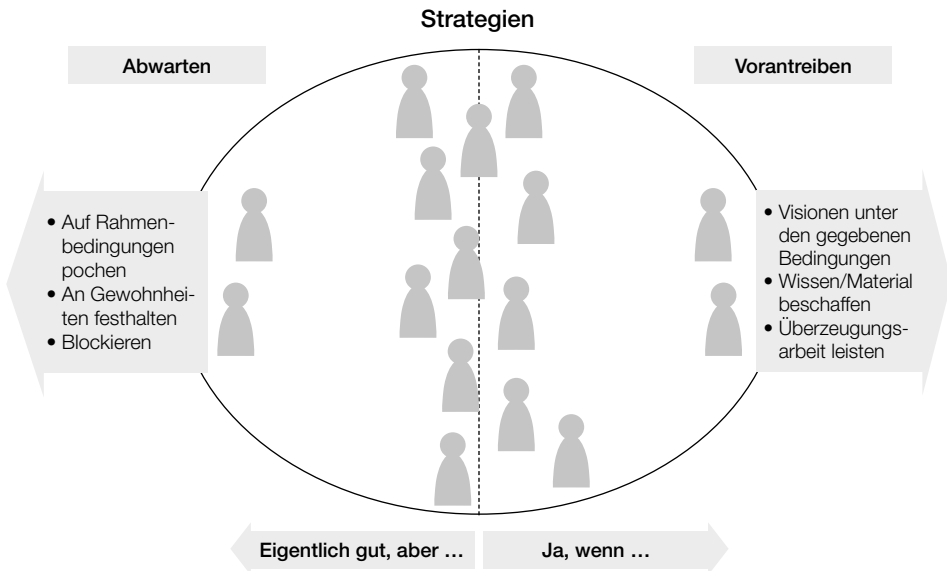 Strategien
Abwarten
Vorantreiben
• Auf Rahmen-
bedingungen
pochen
• An Gewohnhei-
ten festhalten
• Blockieren
• Visionen unter
den gegebenen
Bedingungen
• Wissen/Material
beschaffen
• Überzeugungs-
arbeit leisten
Eigentlich gut, aber ...
Ja, wenn ...